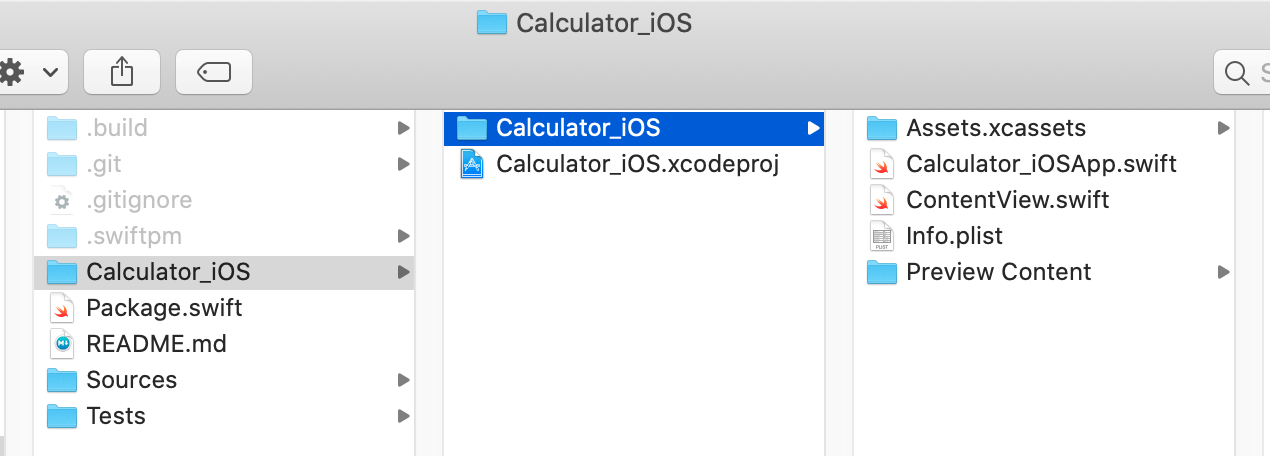 Calculator_iOS
S
.build
.git
.gitignore
.swiftpm
Calculator_iOS
Package.swift
README.md
Sources
Tests
Calculator_iOS
Calculator_iOS.xcodeproj
Assets.xcassets
Calculator_iOSApp.swift
ContentView.swift
Info.plist
Preview Content